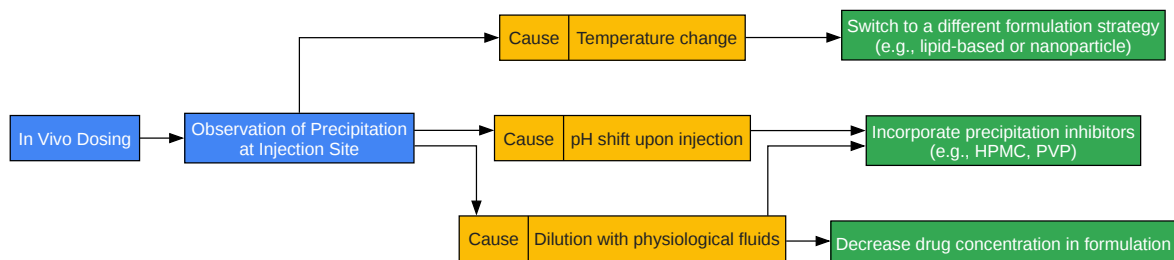 Cause
Temperature change
Switch to a different formulation strategy
(e.g., lipid-based or nanoparticle)
In Vivo Dosing
Observation of Precipitation
at Injection Site
Cause
pH shift upon injection
Incorporate precipitation inhibitors
(e.g., HPMC, PVP)
Cause
Dilution with physiological fluids
Decrease drug concentration in formulation